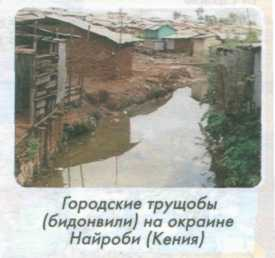 Городские трущобы
(бидонвили) на окраине
Найроби (Кения)